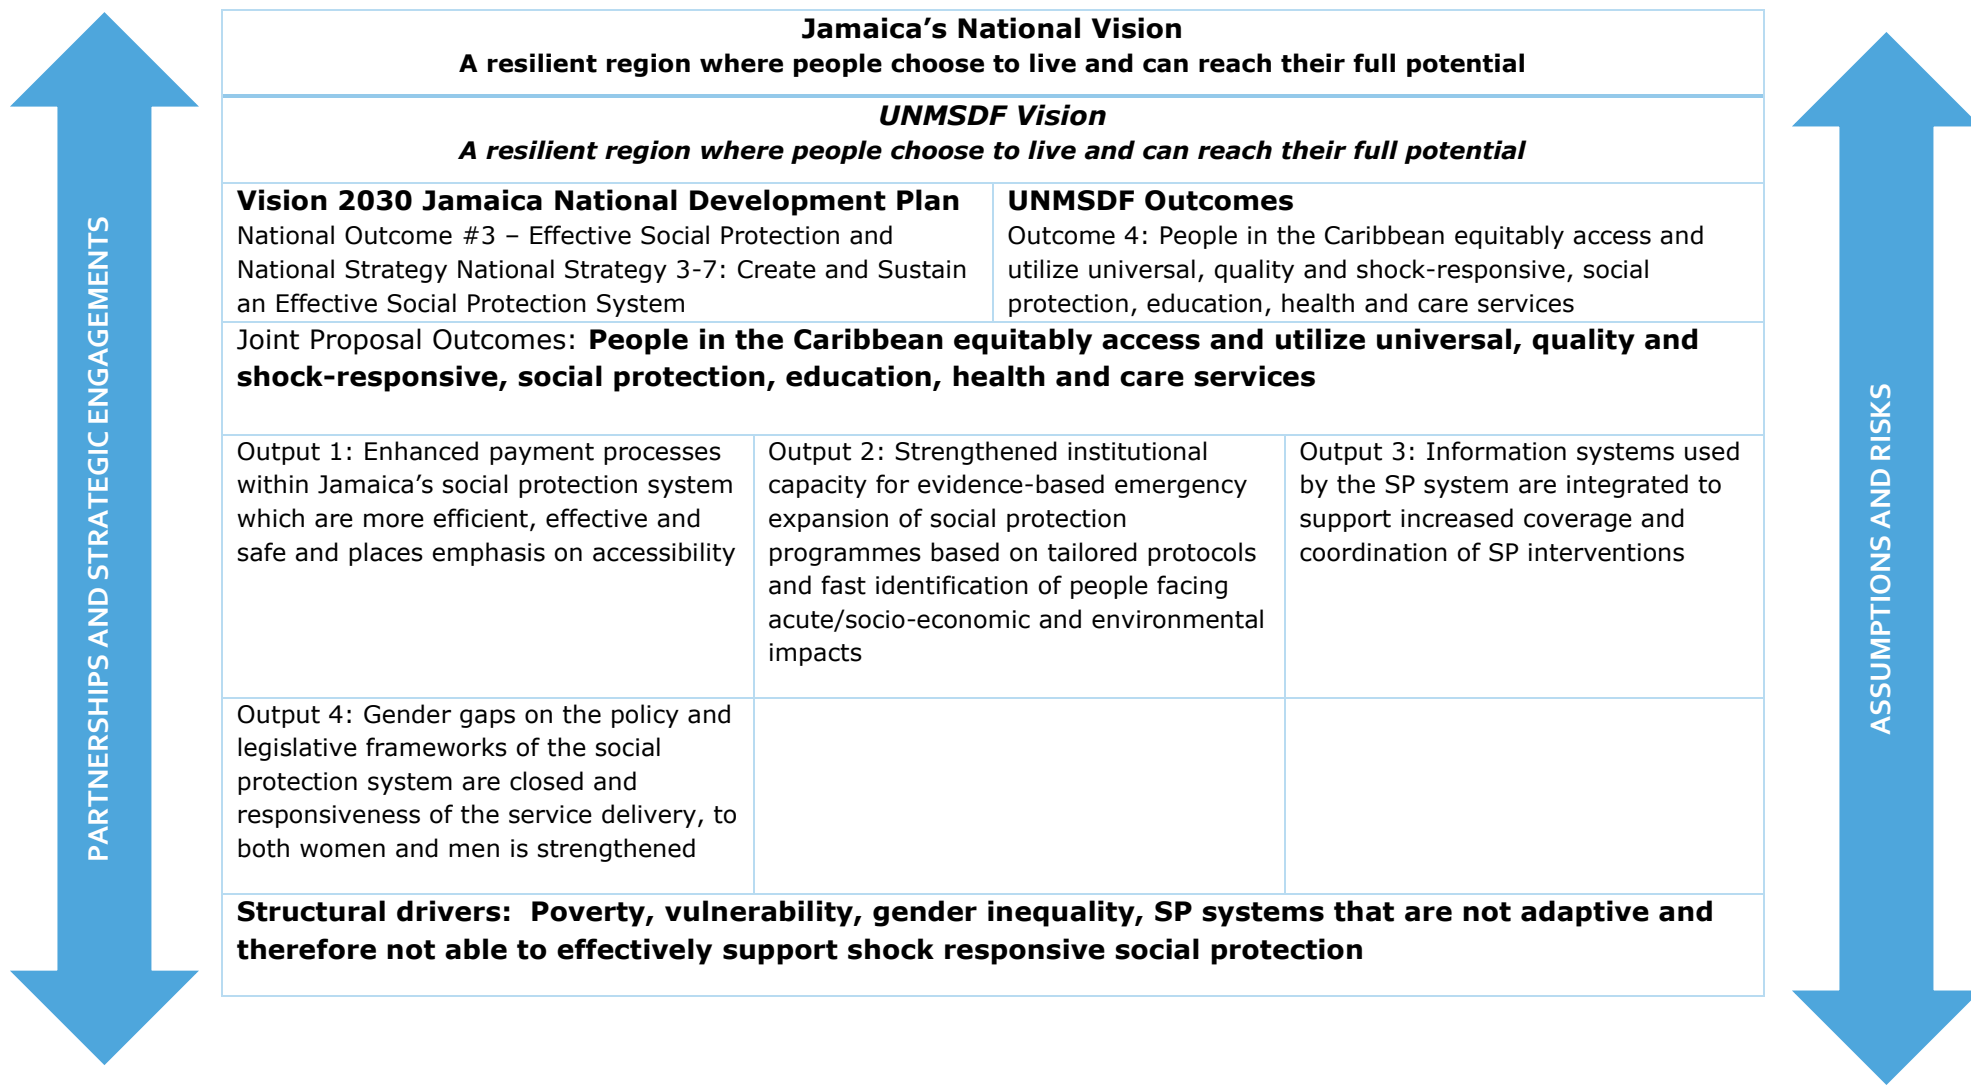 PARTNERSHIPS AND STRATEGIC ENGAGEMENTS
Jamaica’s National Vision
A resilient region where people choose to live and can reach their full potential
UNMSDF Vision
A resilient region where people choose to live and can reach their full potential
Vision 2030 Jamaica National Development Plan
National Outcome #3 – Effective Social Protection and
National Strategy National Strategy 3-7: Create and Sustain
an Effective Social Protection System
UNMSDF Outcomes
Outcome 4: People in the Caribbean equitably access and
utilize universal, quality and shock-responsive, social
protection, education, health and care services
Joint Proposal Outcomes: People in the Caribbean equitably access and utilize universal, quality and
shock-responsive, social protection, education, health and care services
Output 1: Enhanced payment processes
within Jamaica’s social protection system
which are more efficient, effective and
safe and places emphasis on accessibility
Output 2: Strengthened institutional
capacity for evidence-based emergency
expansion of social protection
programmes based on tailored protocols
and fast identification of people facing
acute/socio-economic and environmental
impacts
Output 3: Information systems used
by the SP system are integrated to
support increased coverage and
coordination of SP interventions
Output 4: Gender gaps on the policy and
legislative frameworks of the social
protection system are closed and
responsiveness of the service delivery, to
both women and men is strengthened
Structural drivers:  Poverty, vulnerability, gender inequality, SP systems that are not adaptive and
therefore not able to effectively support shock responsive social protection
ASSUMPTIONS AND RISKS